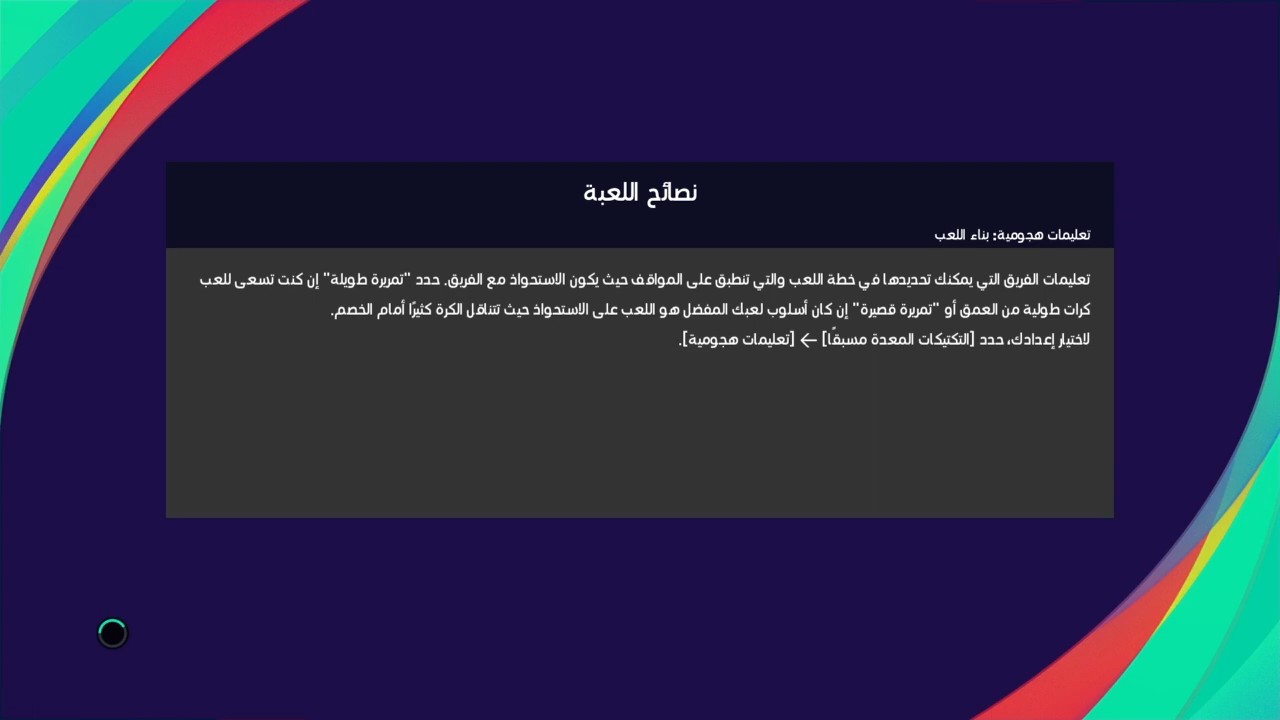 نصائح اللعبة
تعليمات هجومية: بناء اللعب
تعليمات الفريق التي يمكنك تحديدها في خطة اللعب والتي تنطبق على المواقف حيث يكون الاستحواذ مع الفريق. حدد "تمريرة طويلة" إن كنت تسعى للعب
كرات طولية من العمق أو "تمريرة قصيرة" إن كان أسلوب لعبك المفضل هو اللعب على الاستحواذ حيث تتناقل الكرة كثيرًا أمام الخصم.
لاختيار إعدادك، حدد [التكتيكات المعدة مسبقًا] ← [تعليمات هجومية].